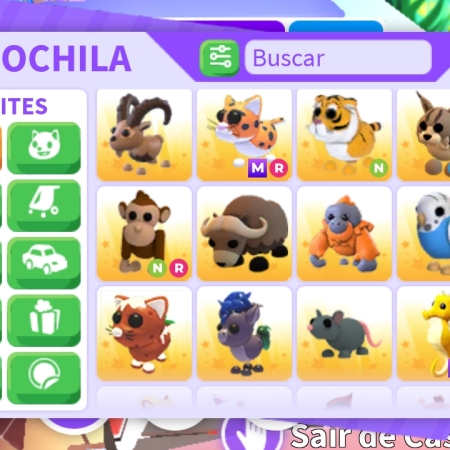 OCHILA
Buscar
ITES
M R
N
N R
Sair de Cas